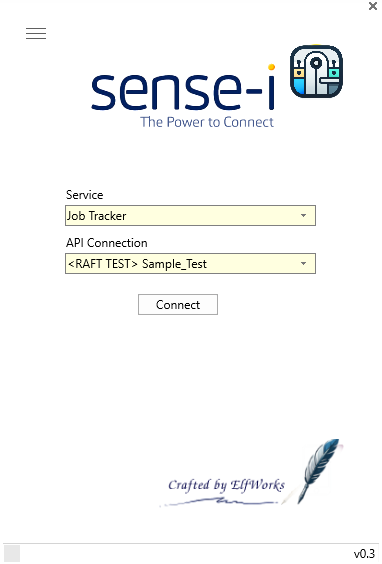 sense-i
The Power to Connect
Service
Job Tracker
API Connection
<RAFT TEST> Sample_Test
Connect
Crafted by ElfWorks
v0.3